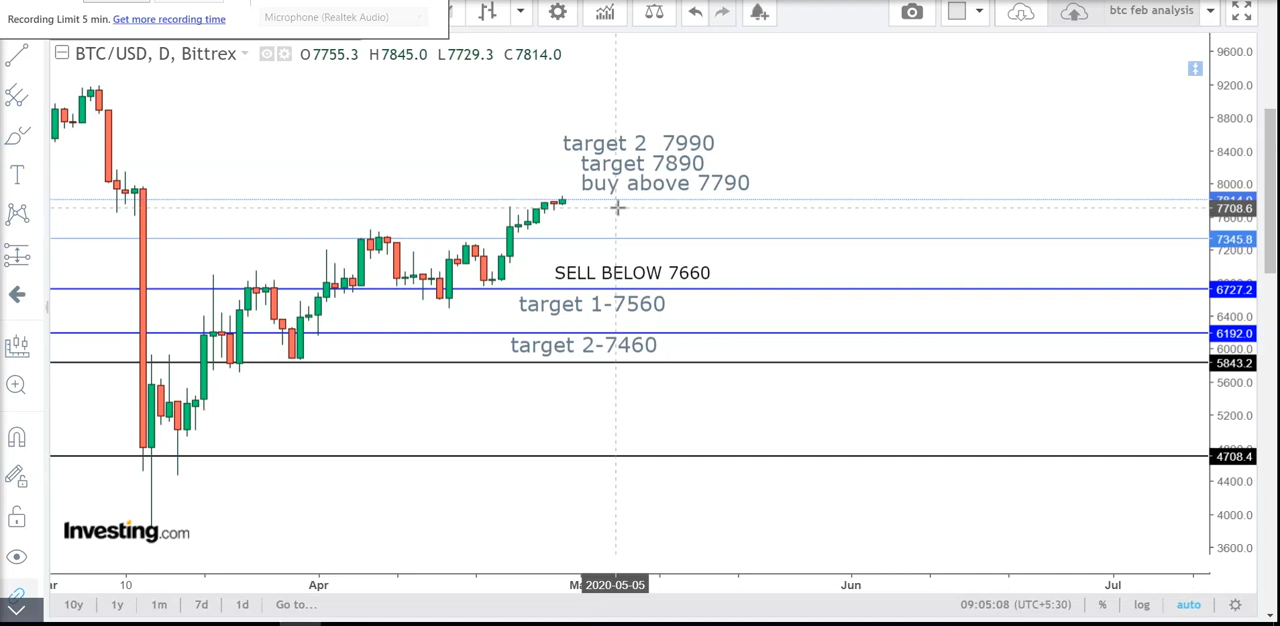 Recording Limit 5 min. Get more recording time
Microphone (Realtek Audio)
btc feb analysis
BTC/USD, D, Bittrex O7755.3 H7845.0 L7729.3 C7814.0
9600.0
9200.0
8800.0
8400.0
8000.0
7708.6
7345.8
7200.0
6727.2
6400.0
6192.0
6000.0
5843.2
5600.0
5200.0
4708.4
4400.0
4000.0
3600.0
target 2 7990
target 7890
buy above 7790
SELL BELOW 7660
target 1-7560
target 2-7460
Investing.com
10
Apr
2020-05-05
Jun
Jul
10y 1y 1m 7d 1d Go to...
09:05:08 (UTC+5:30) % log auto